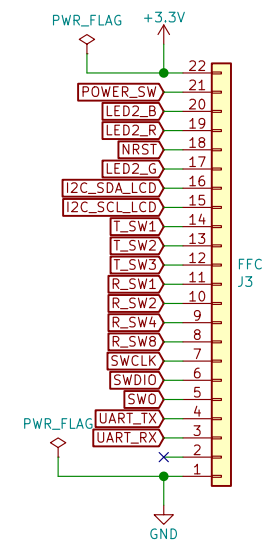 PWR_FLAG
+3.3V
22
POWER_SW 21
LED2_B 20
LED2_R 19
NRST 18
LED2_G 17
I2C_SDA_LCD 16
I2C_SCL_LCD 15
T_SW1 14
T_SW2 13
T_SW3 12
FFC
R_SW1 11
J3
R_SW2 10
R_SW4 9
R_SW8 8
SWCLK 7
SWDIO 6
SWO 5
UART_TX 4
PWR_FLAG
UART_RX 3
2
1
GND